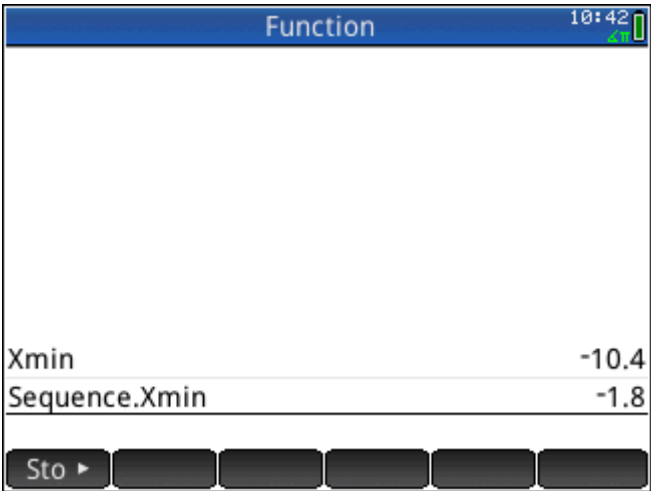 Function
10:42
∡π
Xmin
-10.4
Sequence.Xmin
-1.8
Sto ►